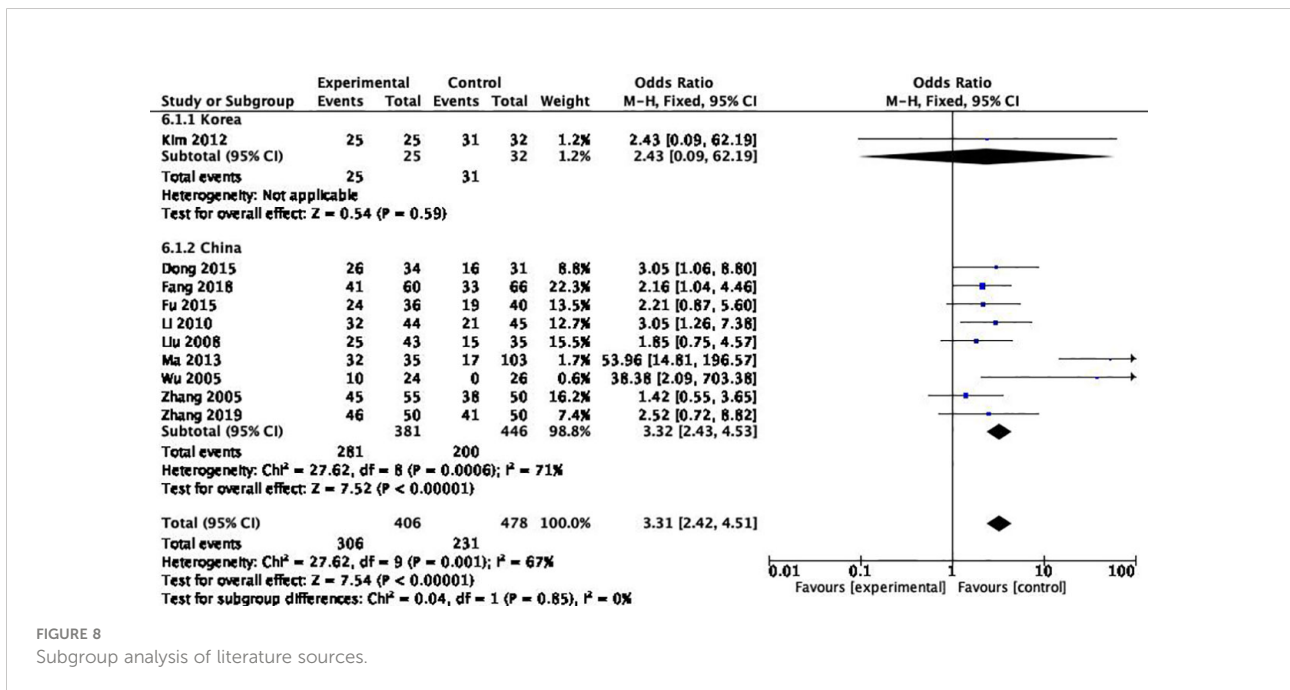 Experimental Control Odds Ratio Odds Ratio
Study or Subgroup Events Total Events Total Weight M-H, Fixed, 95% CI M-H, Fixed, 95% CI
6.1.1 Korea
Kim 2012 25 25 31 32 1.2% 2.43 [0.09, 62.19]
Subtotal (95% CI) 25 32 1.2% 2.43 [0.09, 62.19]
Total events 25 31
Heterogeneity: Not applicable
Test for overall effect: Z = 0.54 (P = 0.59)
6.1.2 China
Dong 2015 26 34 16 31 8.8% 3.05 [1.06, 8.80]
Fang 2018 41 60 33 66 22.3% 2.16 [1.04, 4.46]
Fu 2015 24 36 19 40 13.5% 2.21 [0.87, 5.60]
Li 2010 32 44 21 45 12.7% 3.05 [1.26, 7.38]
Liu 2008 25 43 15 35 15.5% 1.85 [0.75, 4.57]
Ma 2013 32 35 17 103 1.7% 53.96 [14.81, 196.57]
Wu 2005 10 24 0 26 0.6% 38.38 [2.09, 703.38]
Zhang 2005 45 55 38 50 16.2% 1.42 [0.55, 3.65]
Zhang 2019 46 50 41 50 7.4% 2.52 [0.72, 8.82]
Subtotal (95% CI) 381 446 98.8% 3.32 [2.43, 4.53]
Total events 281 200
Heterogeneity: Chi² = 27.62, df = 8 (P = 0.0006); I² = 71%
Test for overall effect: Z = 7.52 (P < 0.00001)
Total (95% CI) 406 478 100.0% 3.31 [2.42, 4.51]
Total events 306 231
Heterogeneity: Chi² = 27.62, df = 9 (P = 0.001); I² = 67%
Test for overall effect: Z = 7.54 (P < 0.00001)
Test for subgroup differences: Chi² = 0.04, df = 1 (P = 0.85), I² = 0%
0.01 0.1 1 10 100
Favours [experimental] Favours [control]
FIGURE 8
Subgroup analysis of literature sources.